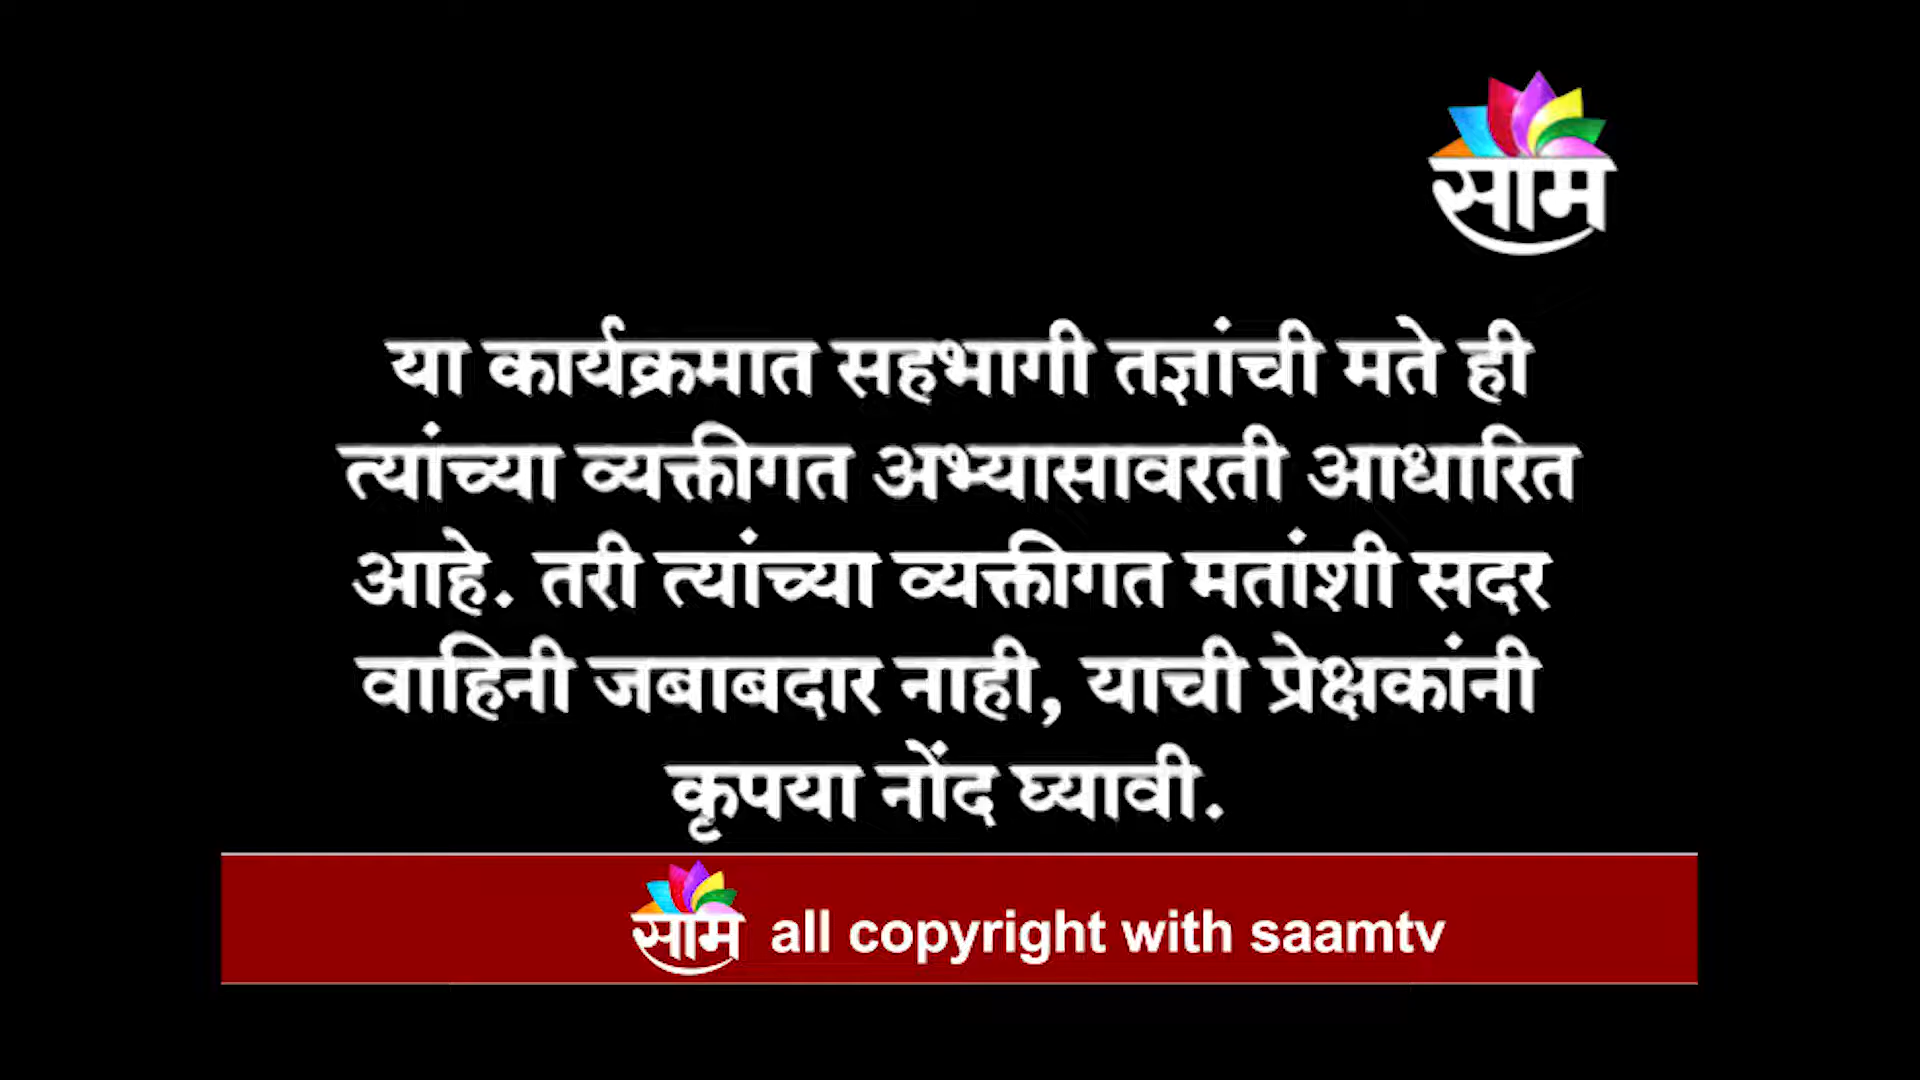 साम
या कार्यक्रमात सहभागी तज्ञांची मते ही
त्यांच्या व्यक्तीगत अभ्यासावरती आधारित
आहे. तरी त्यांच्या व्यक्तीगत मतांशी सदर
वाहिनी जबाबदार नाही, याची प्रेक्षकांनी
कृपया नोंद घ्यावी.
साम all copyright with saamtv